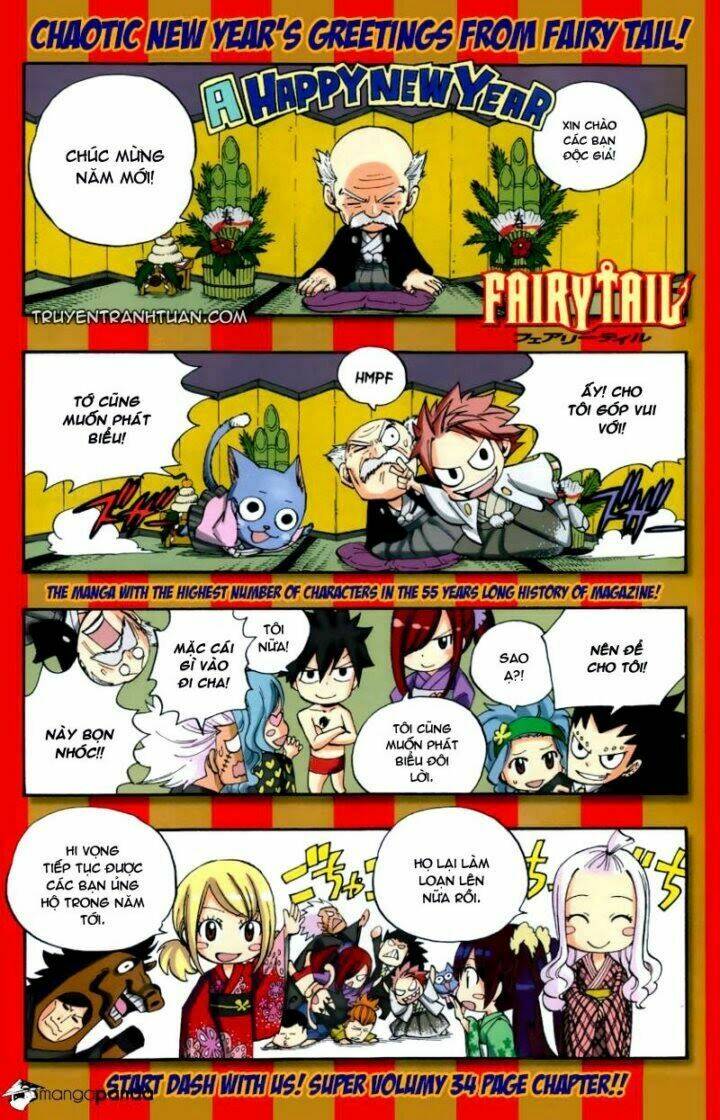 CHAOTIC NEW YEAR'S GREETINGS FROM FAIRY TAIL!
A HAPPY NEW YEAR
CHÚC MỪNG
NĂM MỚI!
XIN CHÀO
CÁC BẠN
ĐỘC GIẢ!
TRUYENTRANHTUAN.COM
FAIRY TAIL
フェアリーテイル
TỚ CŨNG
MUỐN PHÁT
BIỂU!
HMPF
ẤY! CHO
TÔI GÓP VUI
VỚI!
THE MANGA WITH THE HIGHEST NUMBER OF CHARACTERS IN THE 55 YEARS LONG HISTORY OF MAGAZINE!
NÀY BỌN
NHÓC!!
MẶC CÁI
GÌ VÀO
ĐI CHA!
TÔI
NỮA!
TÔI CŨNG
MUỐN PHÁT
BIỂU ĐÔI
LỜI.
SAO
Ạ?!
NÊN ĐỂ
CHO TÔI!
HI VỌNG
TIẾP TỤC ĐƯỢC
CÁC BẠN ỦNG
HỘ TRONG NĂM
TỚI.
HỌ LẠI LÀM
LOẠN LÊN
NỮA RỒI.
START DASH WITH US! SUPER VOLUMY 34 PAGE CHAPTER!!